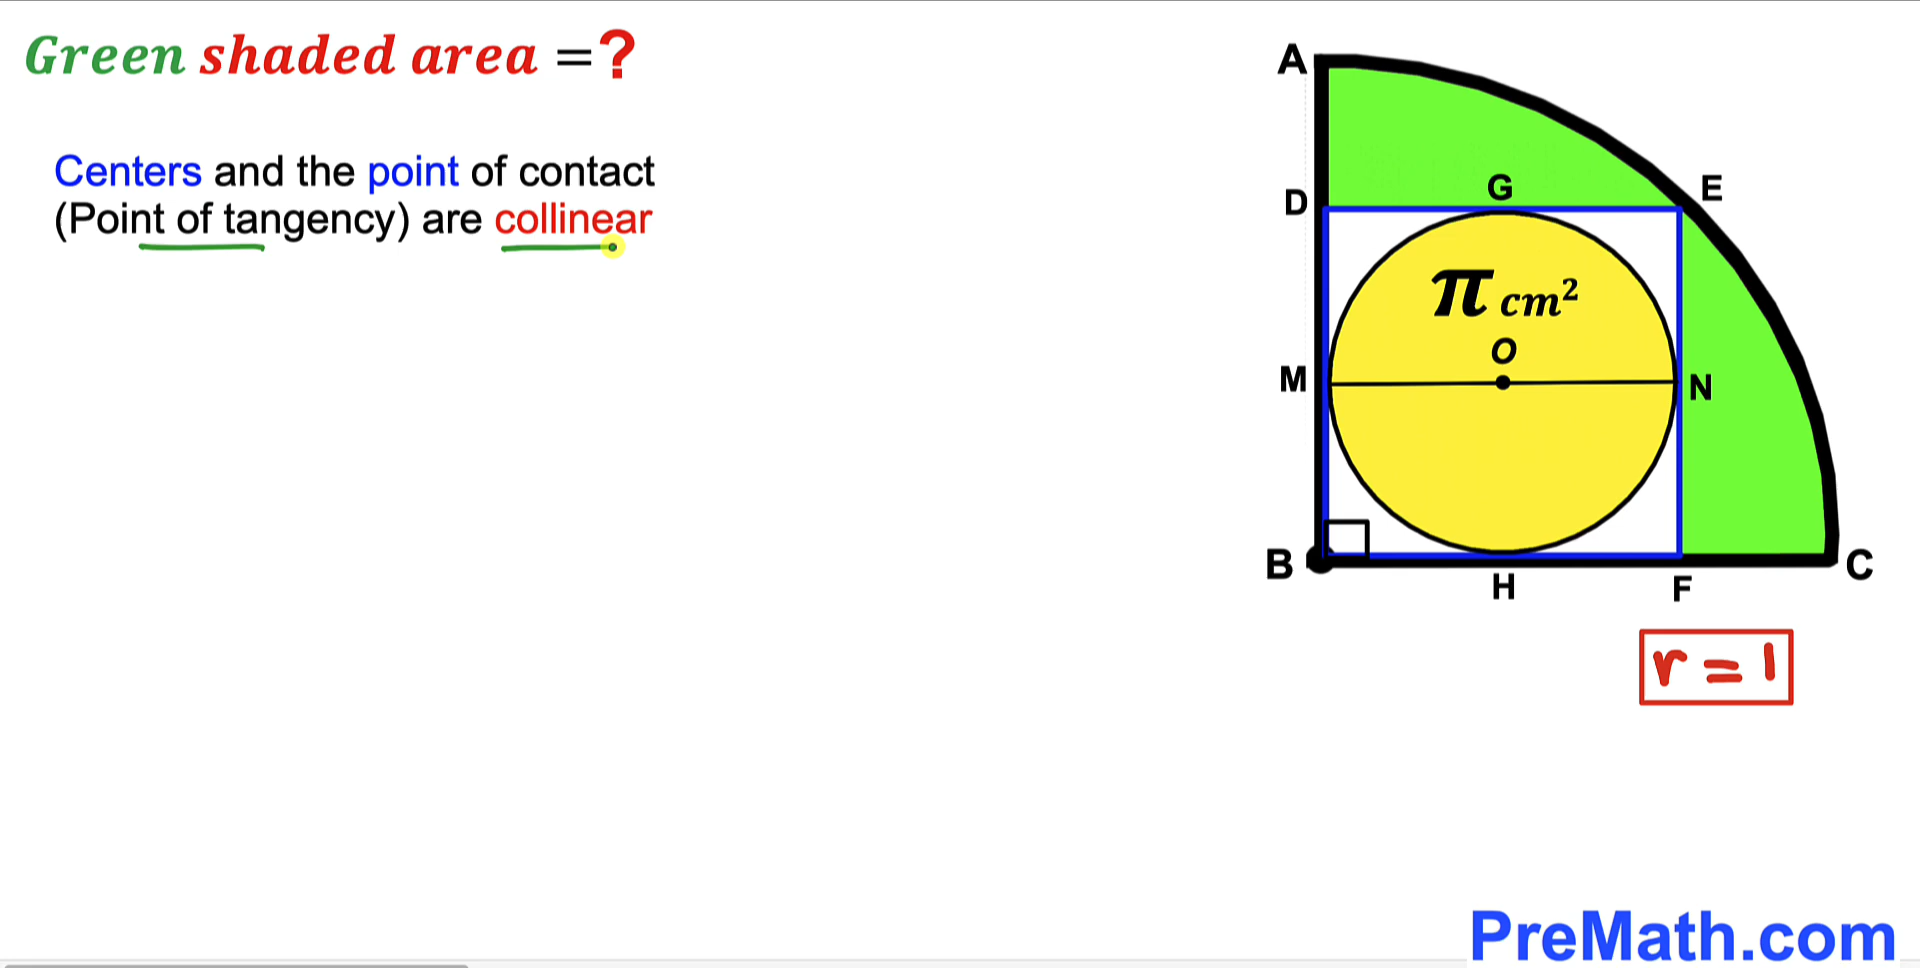 Green shaded area =?
Centers and the point of contact
(Point of tangency) are collinear
A
D
G
E
π cm²
O
M
N
B
H
F
C
r = 1
PreMath.com